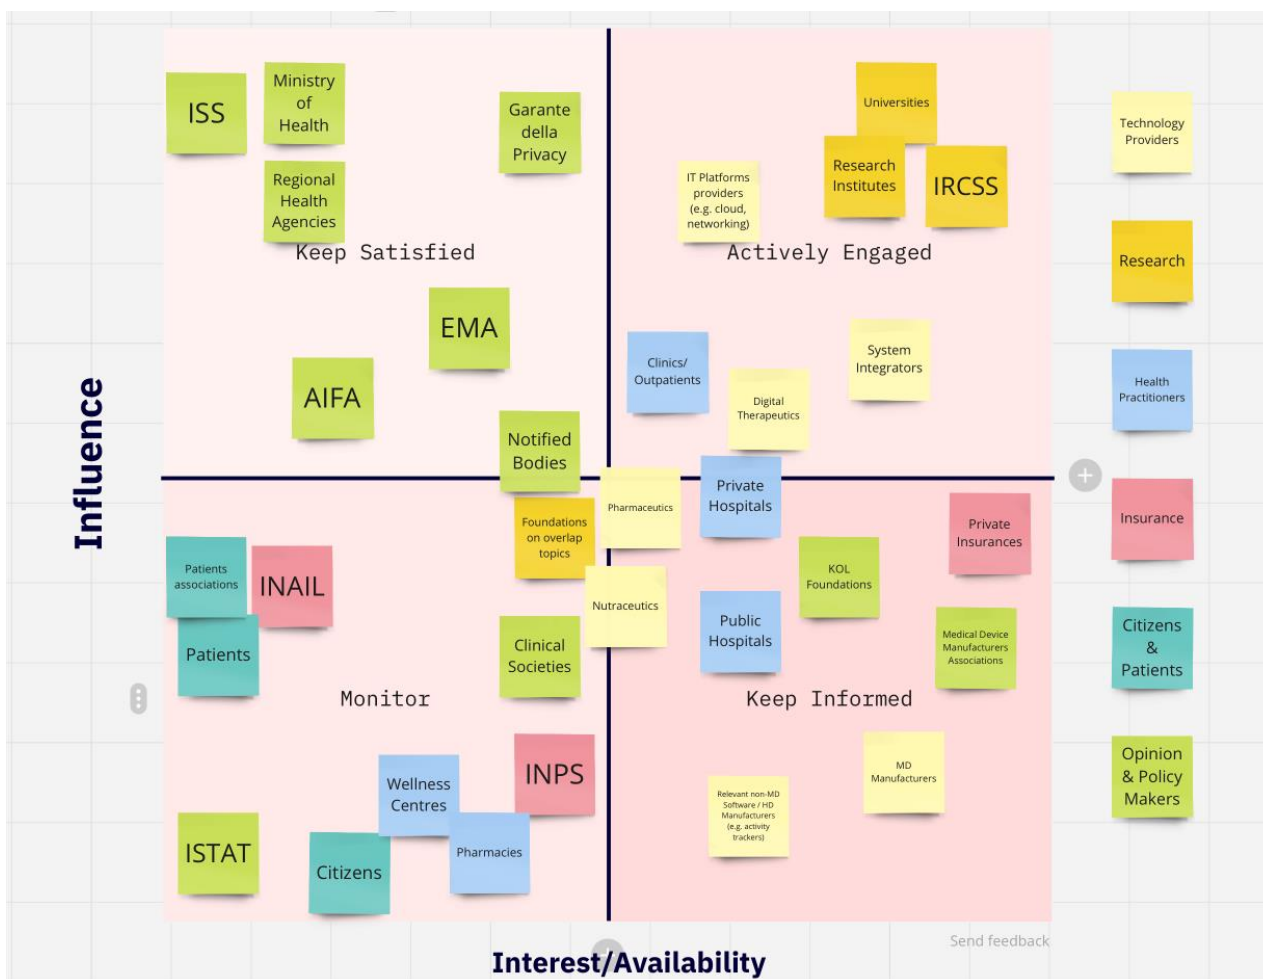 ISS
Ministry
of
Health
Garante
della
Privacy
Regional
Health
Agencies
Keep Satisfied
EMA
AIFA
Notified
Bodies
Universities
Research
Institutes
IRCSS
IT Platforms
providers
(e.g. cloud,
networking)
Actively Engaged
Clinics/
Outpatients
Digital
Therapeutics
System
Integrators
Influence
Foundations
on overlap
topics
Patients
associations
INAIL
Patients
Clinical
Societies
Monitor
INPS
Wellness
Centres
Pharmacies
Citizens
ISTAT
Pharmaceutics
Nutraceutics
Private
Hospitals
Public
Hospitals
KOL
Foundations
Private
Insurances
Medical Device
Manufacturers
Associations
Keep Informed
MD
Manufacturers
Relevant non-MD
Software / HD
Manufacturers
(e.g. activity
trackers)
Technology
Providers
Research
Health
Practitioners
Insurance
Citizens
&
Patients
Opinion
& Policy
Makers
Send feedback
Interest/Availability